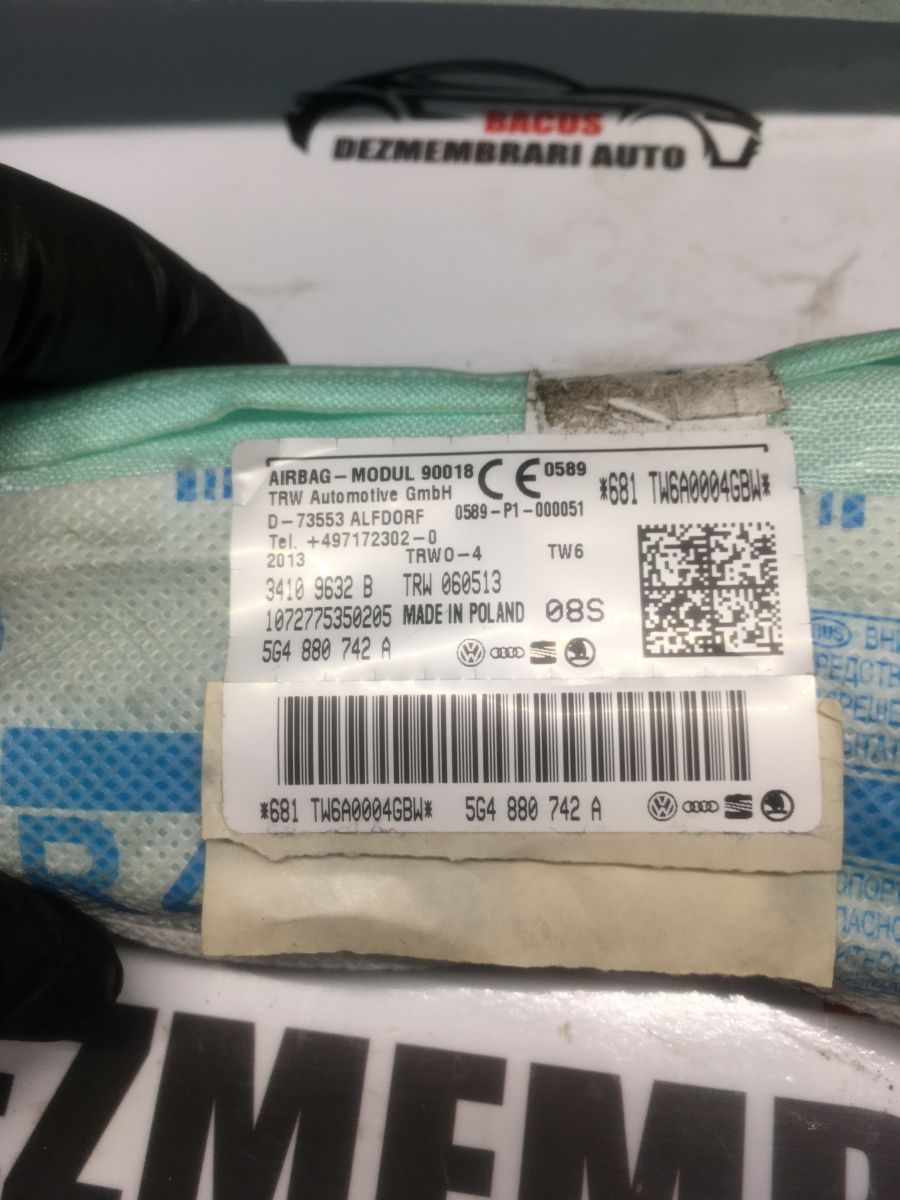 BACUS
DEZMEMBRARI AUTO
AIRBAG-MODUL 90018 CE 0589
TRW Automotive GmbH
*681 TW6A0004GBW*
D-73553 ALFDORF 0589-P1-000051
Tel. +497172302-0
2013 TRWO-4 TW6
3410 9632 B TRW 060513
1072775350205 MADE IN POLAND 08S
5G4 880 742 A
*681 TW6A0004GBW* 5G4 880 742 A
RUS ВНИ